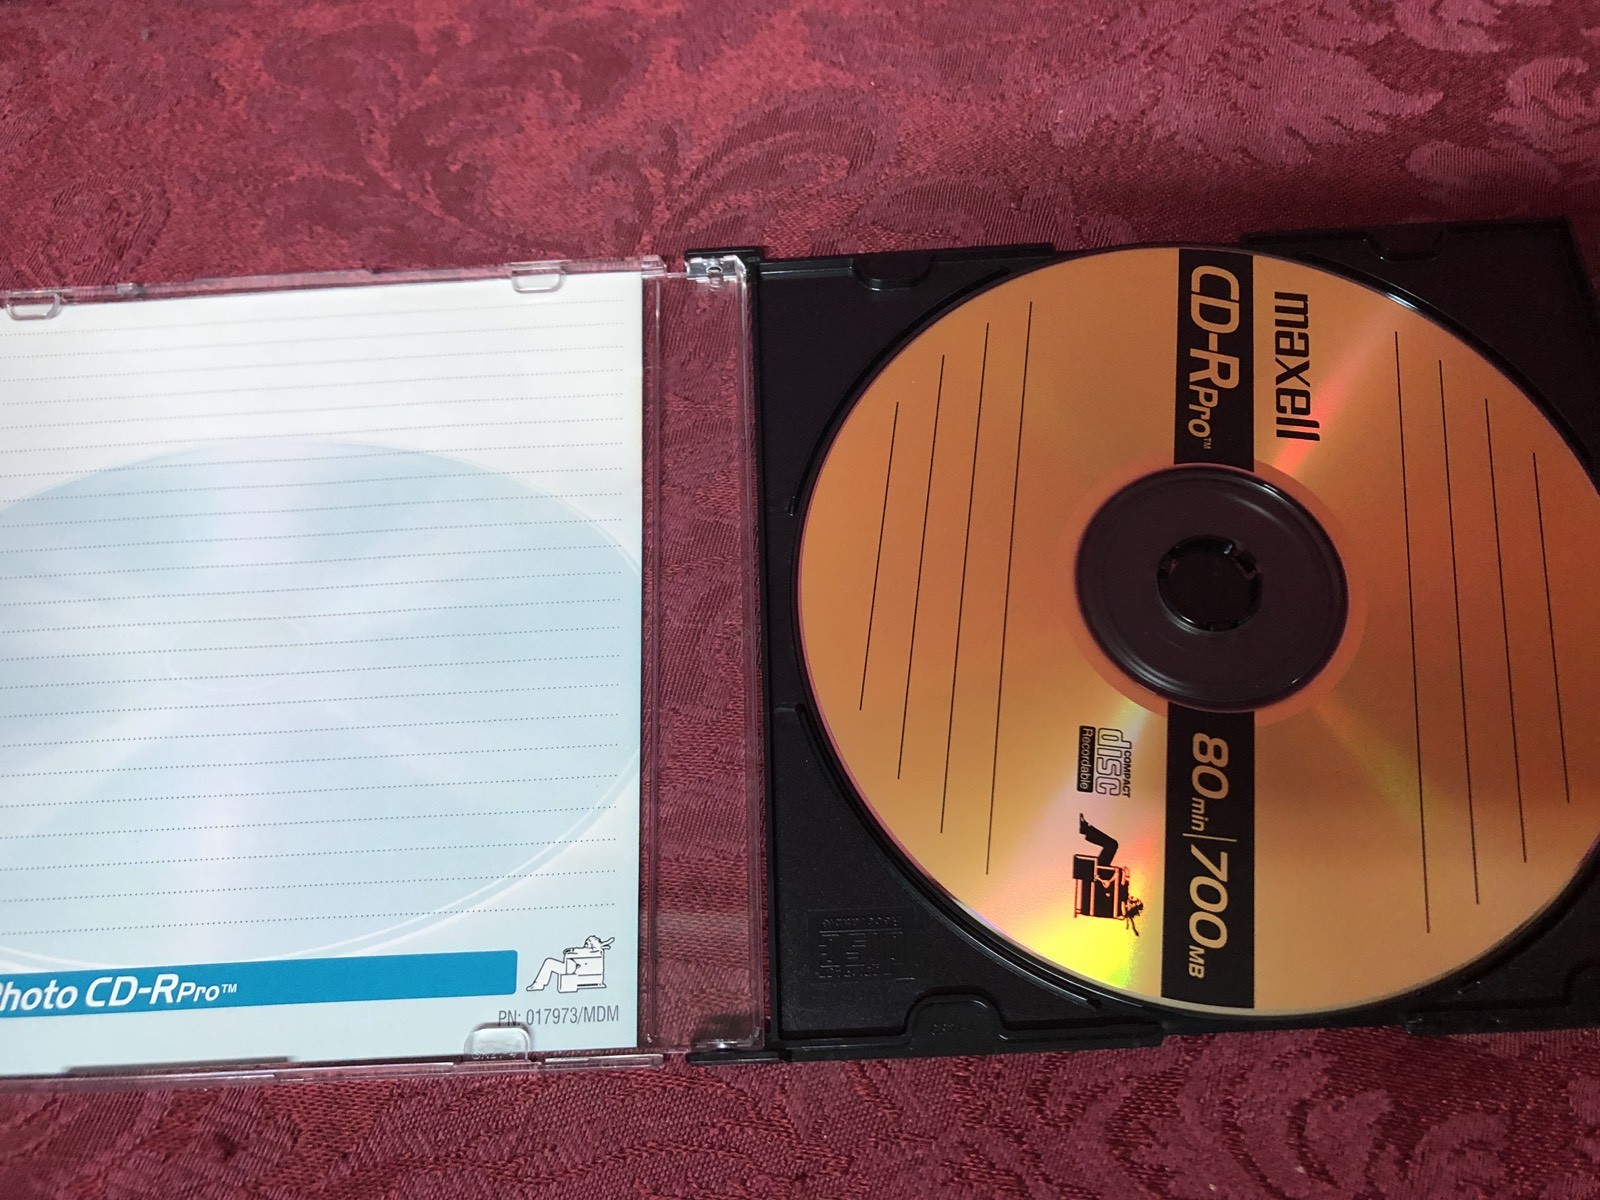 Photo CD-RPro™
PN: 017973/MDM
maxell
CD-RPro™
80min|700MB
COMPACT
disc
Recordable